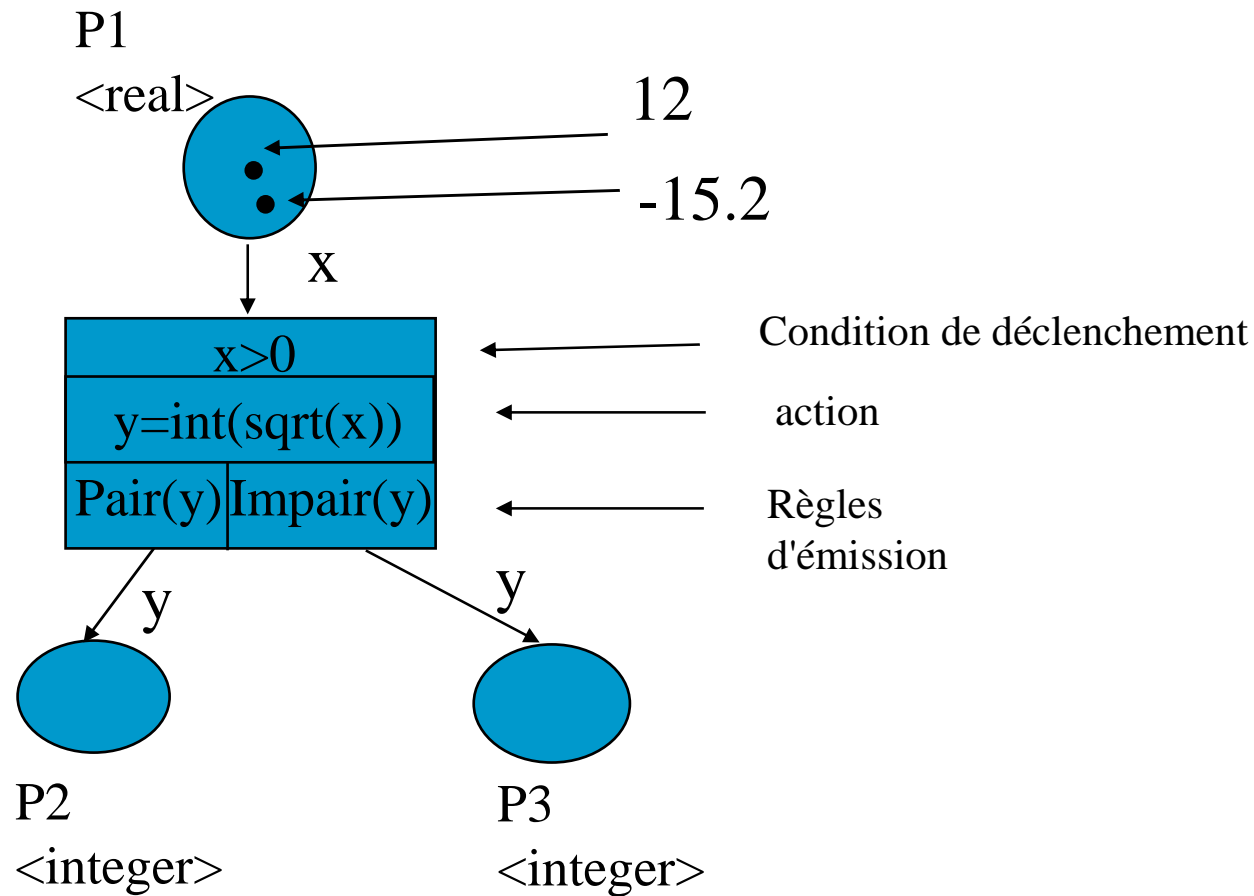 P1
<real>
12
-15.2
x
x>0
Condition de déclenchement
y=int(sqrt(x))
action
Pair(y)
Impair(y)
Règles
d'émission
y
y
P2
<integer>
P3
<integer>